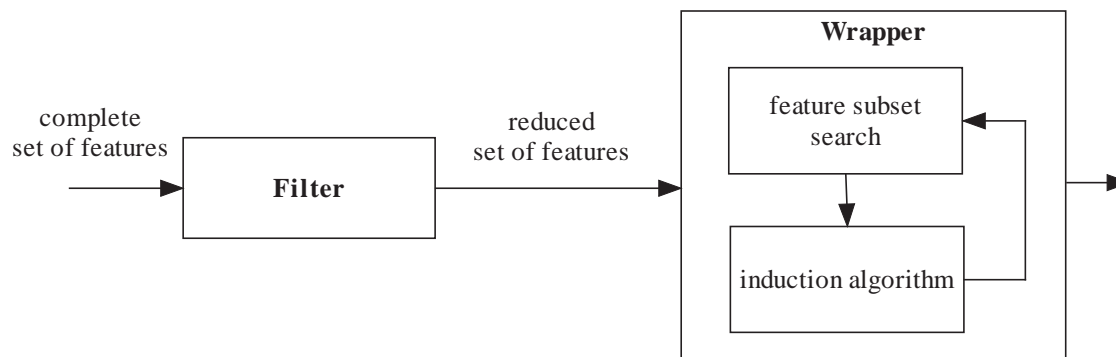 complete
set of features
Filter
reduced
set of features
Wrapper
feature subset
search
induction algorithm